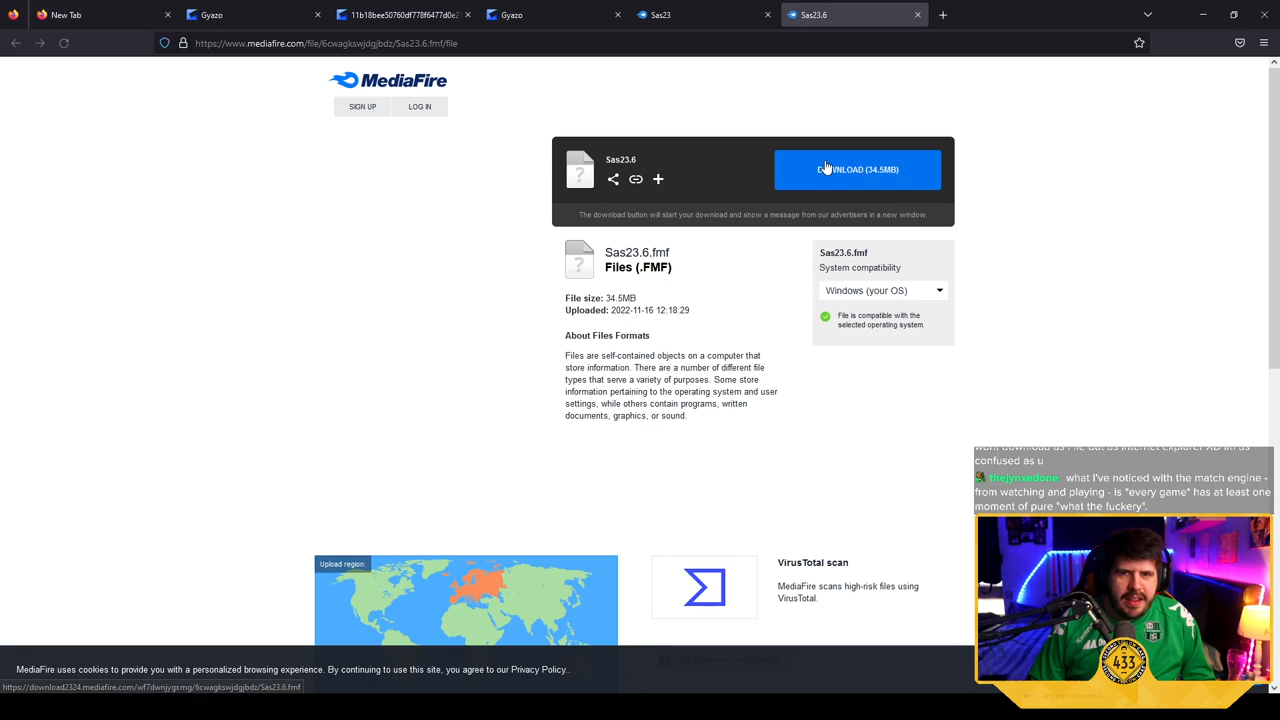 New Tab
Gyazo
11b18bee50760df778f6477d0e2
Gyazo
Sas23
Sas23.6
https://www.mediafire.com/file/6cwagkswjdgjbdz/Sas23.6.fmf/file
MediaFire
SIGN UP
LOG IN
Sas23.6
DOWNLOAD (34.5MB)
The download button will start your download and show a message from our advertisers in a new window.
Sas23.6.fmf
Files (.FMF)
File size: 34.5MB
Uploaded: 2022-11-16 12:18:29
About Files Formats
Files are self-contained objects on a computer that
store information. There are a number of different file
types that serve a variety of purposes. Some store
information pertaining to the operating system and user
settings, while others contain programs, written
documents, graphics, or sound.
Sas23.6.fmf
System compatibility
Windows (your OS)
File is compatible with the
selected operating system.
confused as u
thejynxedone: what I've noticed with the match engine -
from watching and playing - is "every game" has at least one
moment of pure "what the fuckery".
Upload region:
VirusTotal scan
MediaFire scans high-risk files using
VirusTotal.
433
MediaFire uses cookies to provide you with a personalized browsing experience. By continuing to use this site, you agree to our Privacy Policy..
https://download2324.mediafire.com/wf7dwnjygxmg/6cwagkswjdgjbdz/Sas23.6.fmf